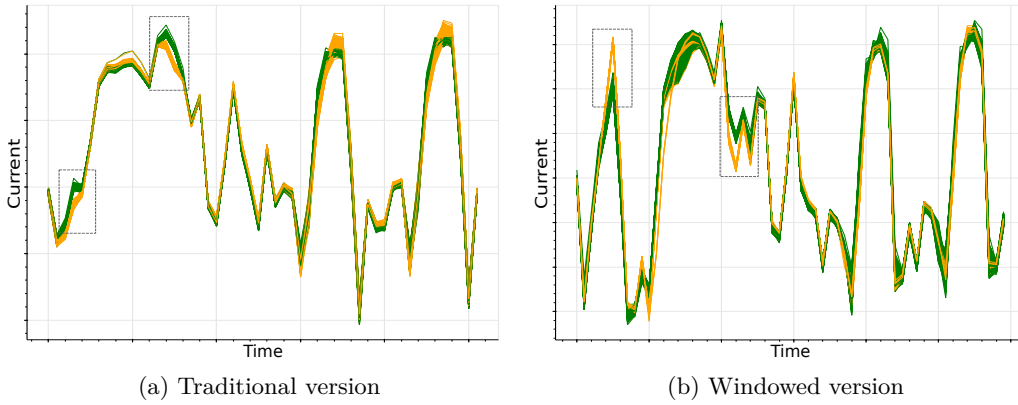 Current
Time
(a) Traditional version
Current
Time
(b) Windowed version